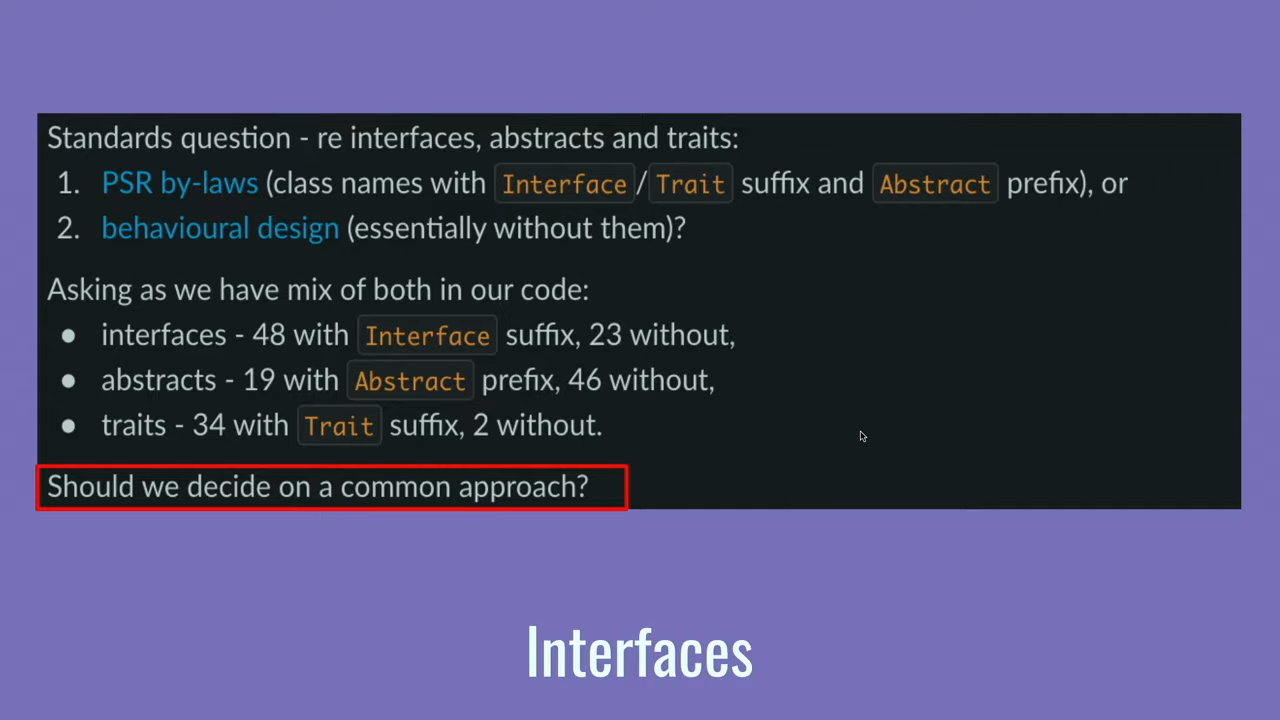 Standards question - re interfaces, abstracts and traits:
1. PSR by-laws (class names with Interface/Trait suffix and Abstract prefix), or
2. behavioural design (essentially without them)?
Asking as we have mix of both in our code:
● interfaces - 48 with Interface suffix, 23 without,
● abstracts - 19 with Abstract prefix, 46 without,
● traits - 34 with Trait suffix, 2 without.
Should we decide on a common approach?
Interfaces